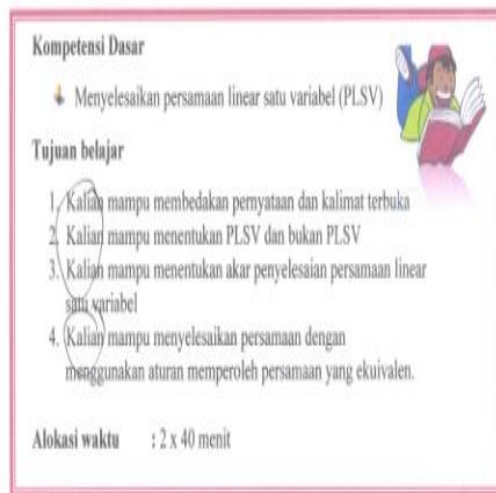 Kompetensi Dasar
Menyelesaikan persamaan linear satu variabel (PLSV)
Tujuan belajar
1. Kalian mampu membedakan pernyataan dan kalimat terbuka
2. Kalian mampu menentukan PLSV dan bukan PLSV
3. Kalian mampu menentukan akar penyelesaian persamaan linear
satu variabel
4. Kalian mampu menyelesaikan persamaan dengan
menggunakan aturan memperoleh persamaan yang ekuivalen.
Alokasi waktu : 2 x 40 menit